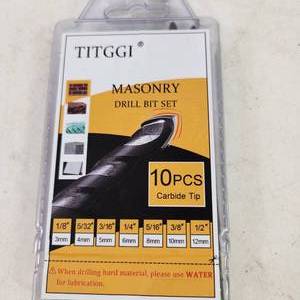 TITGGI®
MASONRY
DRILL BIT SET
10PCS
Carbide Tip
1/8" 5/32" 3/16" 1/4" 5/16" 3/8" 1/2"
3mm 4mm 5mm 6mm 8mm 10mm 12mm
⚠When drilling hard material, please use WATER
for lubrication.